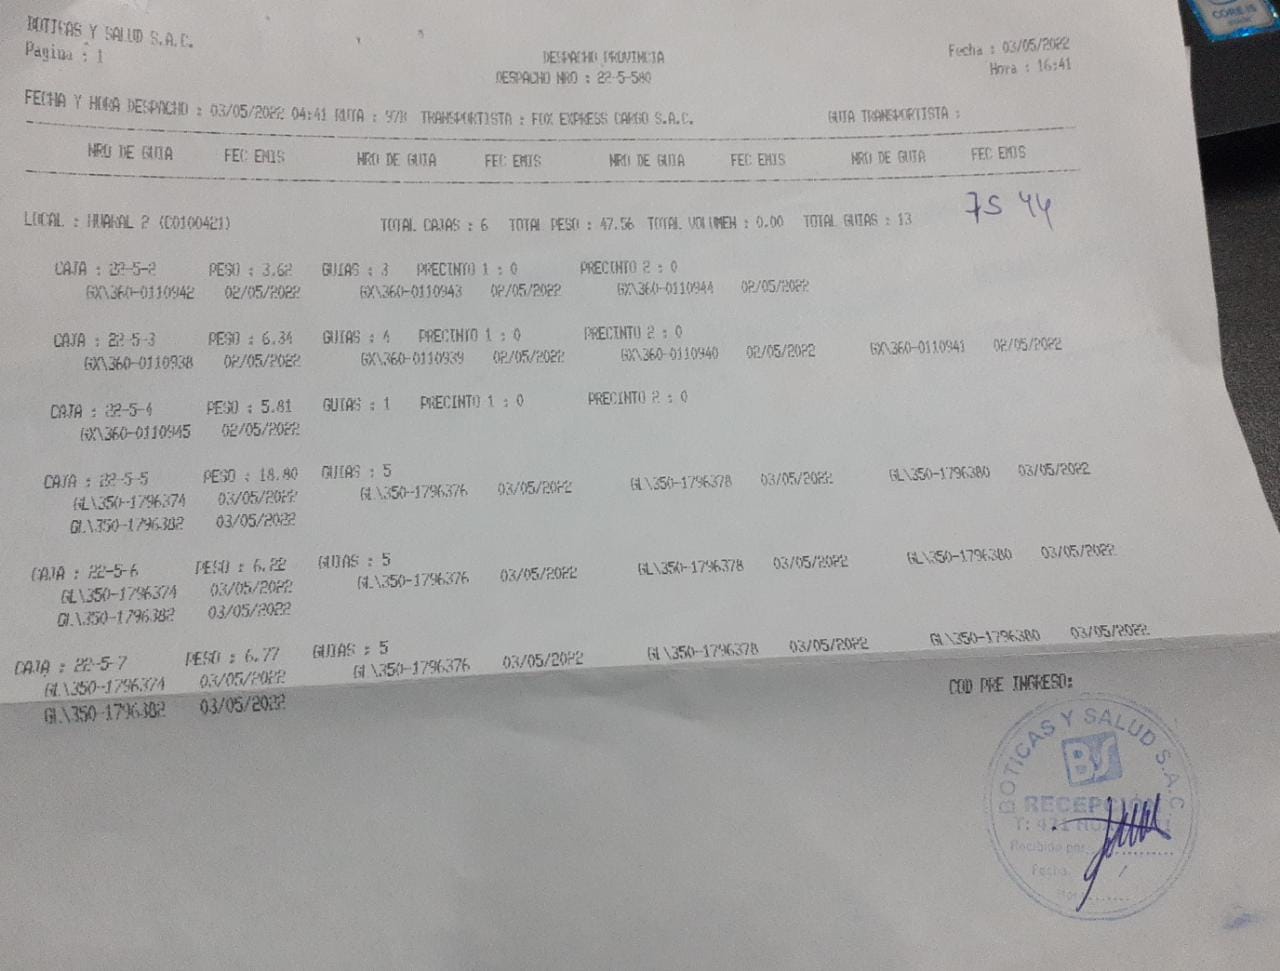 BOTICAS Y SALUD S.A.C.
Pagina : 1
DESPACHO PROVINCIA
DESPACHO NRO : 22-5-580
Fecha : 03/05/2022
Hora : 16:41
FECHA Y HORA DESPACHO : 03/05/2022 04:41 RUTA : 978 TRANSPORTISTA : FOX EXPRESS CARGO S.A.C. GUIA TRANSPORTISTA :
NRO DE GUIA FEC EMIS NRO DE GUIA FEC EMIS NRO DE GUIA FEC EMIS NRO DE GUIA FEC EMIS
75 44
LOCAL : HUARAL 2 (C0100421) TOTAL CAJAS : 6 TOTAL PESO : 47.56 TOTAL VOLUMEN : 0.00 TOTAL GUIAS : 13
CAJA : 22-5-2 PESO : 3.62 GUIAS : 3 PRECINTO 1 : 0 PRECINTO 2 : 0
GX\360-0110942 02/05/2022 GX\360-0110943 02/05/2022 GX\360-0110944 02/05/2022
CAJA : 22-5-3 PESO : 6.34 GUIAS : 4 PRECINTO 1 : 0 PRECINTO 2 : 0
GX\360-0110938 02/05/2022 GX\360-0110939 02/05/2022 GX\360-0110940 02/05/2022 GX\360-0110941 02/05/2022
CAJA : 22-5-4 PESO : 5.81 GUIAS : 1 PRECINTO 1 : 0 PRECINTO 2 : 0
GX\360-0110945 02/05/2022
CAJA : 22-5-5 PESO : 18.80 GUIAS : 5
GL\350-1796374 03/05/2022 GL\350-1796376 03/05/2022 GL\350-1796378 03/05/2022 GL\350-1796380 03/05/2022
GL\350-1796382 03/05/2022
CAJA : 22-5-6 PESO : 6.22 GUIAS : 5
GL\350-1796374 03/05/2022 GL\350-1796376 03/05/2022 GL\350-1796378 03/05/2022 GL\350-1796380 03/05/2022
GL\350-1796382 03/05/2022
CAJA : 22-5-7 PESO : 6.77 GUIAS : 5
GL\350-1796374 03/05/2022 GL\350-1796376 03/05/2022 GL\350-1796378 03/05/2022 GL\350-1796380 03/05/2022
GL\350-1796382 03/05/2022
COD PRE INGRESO:
BOTICAS Y SALUD S.A.C
BS
RECEPCIÓN
Recibido por
Fecha
CORE i5